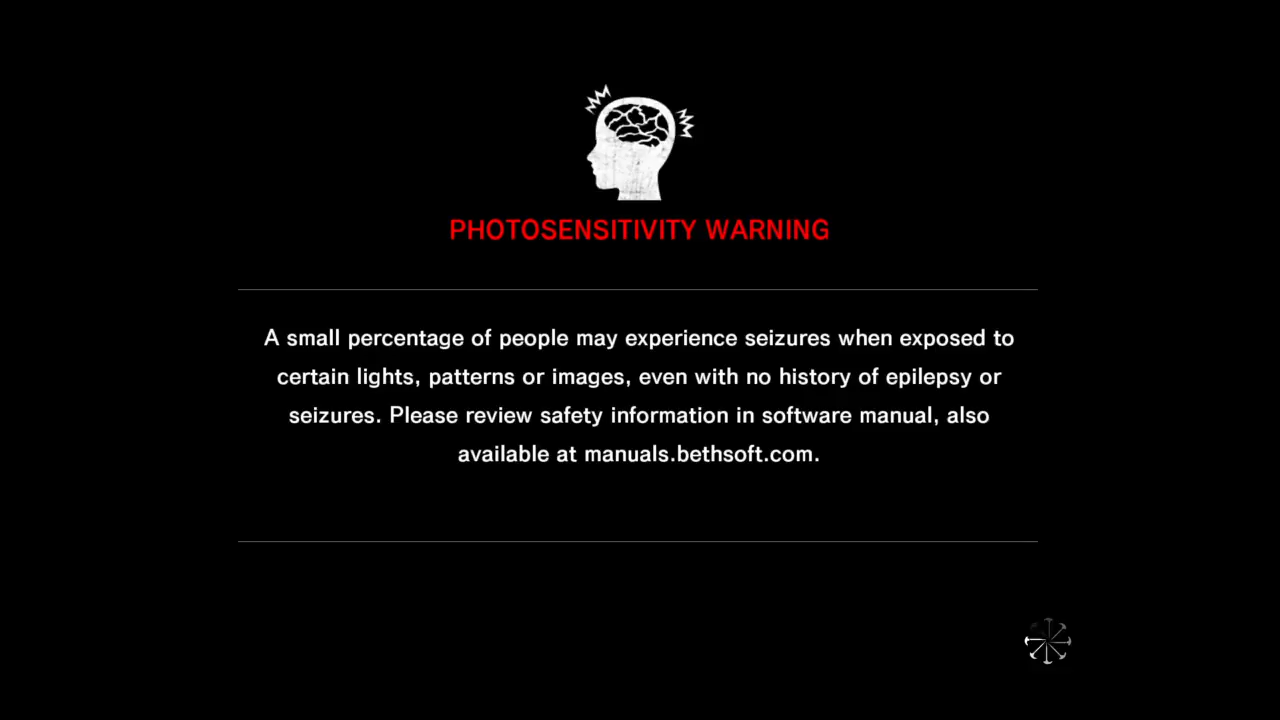 PHOTOSENSITIVITY WARNING
A small percentage of people may experience seizures when exposed to
certain lights, patterns or images, even with no history of epilepsy or
seizures. Please review safety information in software manual, also
available at manuals.bethsoft.com.